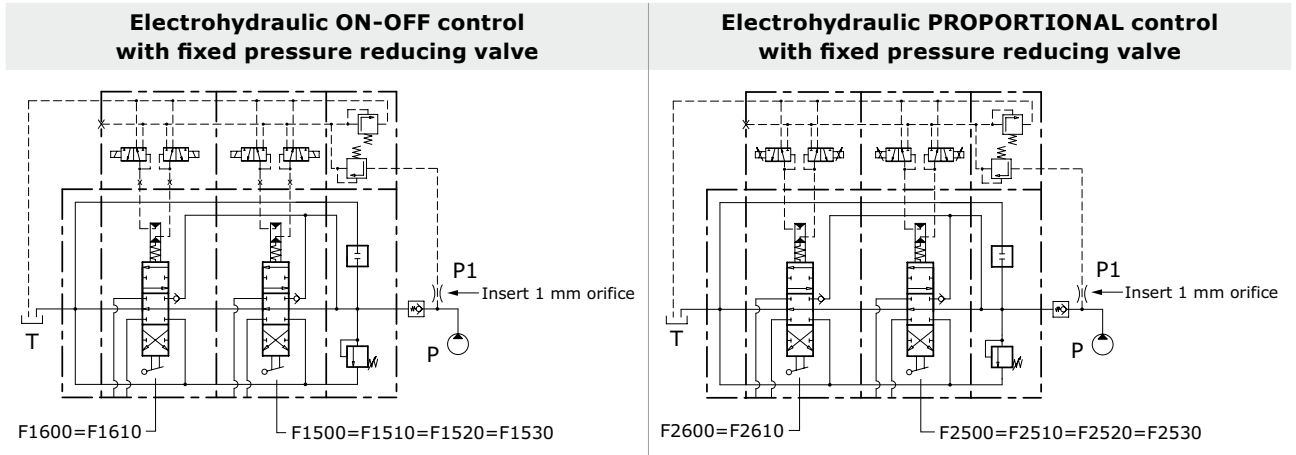 Electrohydraulic ON-OFF control
with fixed pressure reducing valve
P1
Insert 1 mm orifice
T
P
F1600=F1610
F1500=F1510=F1520=F1530
Electrohydraulic PROPORTIONAL control
with fixed pressure reducing valve
P1
Insert 1 mm orifice
T
P
F2600=F2610
F2500=F2510=F2520=F2530